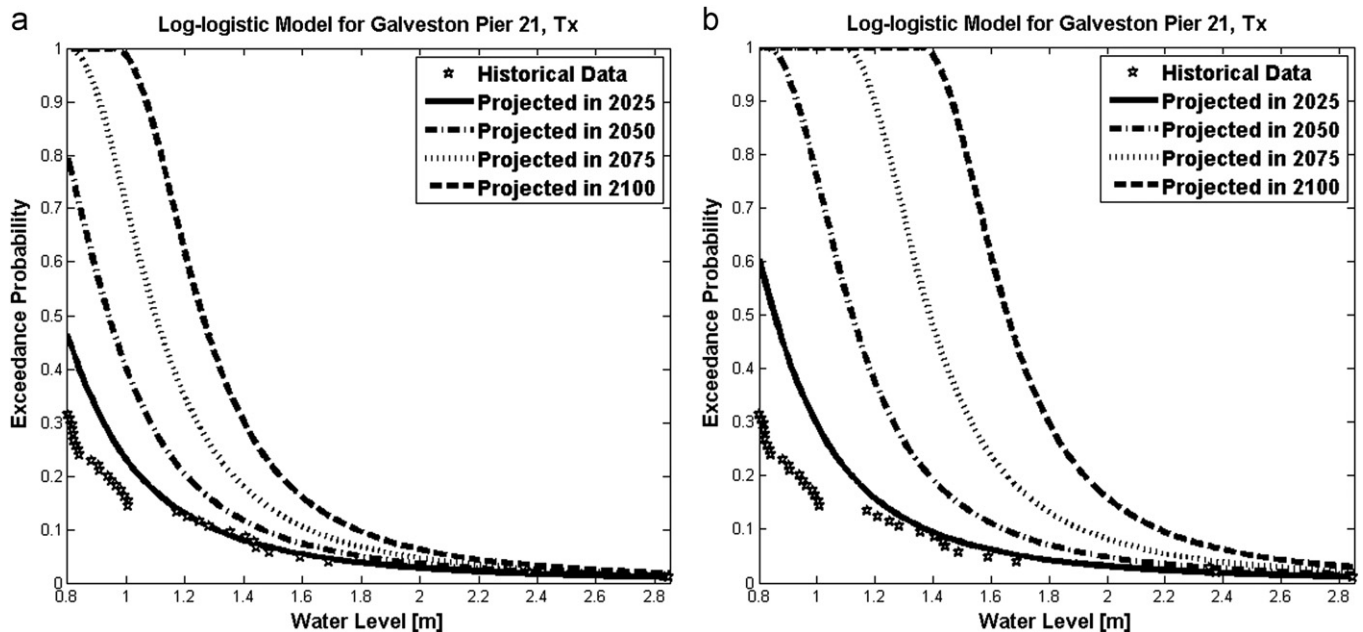 a
Log-logistic Model for Galveston Pier 21, Tx
Historical Data
Projected in 2025
Projected in 2050
Projected in 2075
Projected in 2100
Exceedance Probability
1
0.9
0.8
0.7
0.6
0.5
0.4
0.3
0.2
0.1
0
0.8 1 1.2 1.4 1.6 1.8 2 2.2 2.4 2.6 2.8
Water Level [m]
b
Log-logistic Model for Galveston Pier 21, Tx
Historical Data
Projected in 2025
Projected in 2050
Projected in 2075
Projected in 2100
Exceedance Probability
1
0.9
0.8
0.7
0.6
0.5
0.4
0.3
0.2
0.1
0
0.8 1 1.2 1.4 1.6 1.8 2 2.2 2.4 2.6 2.8
Water Level [m]